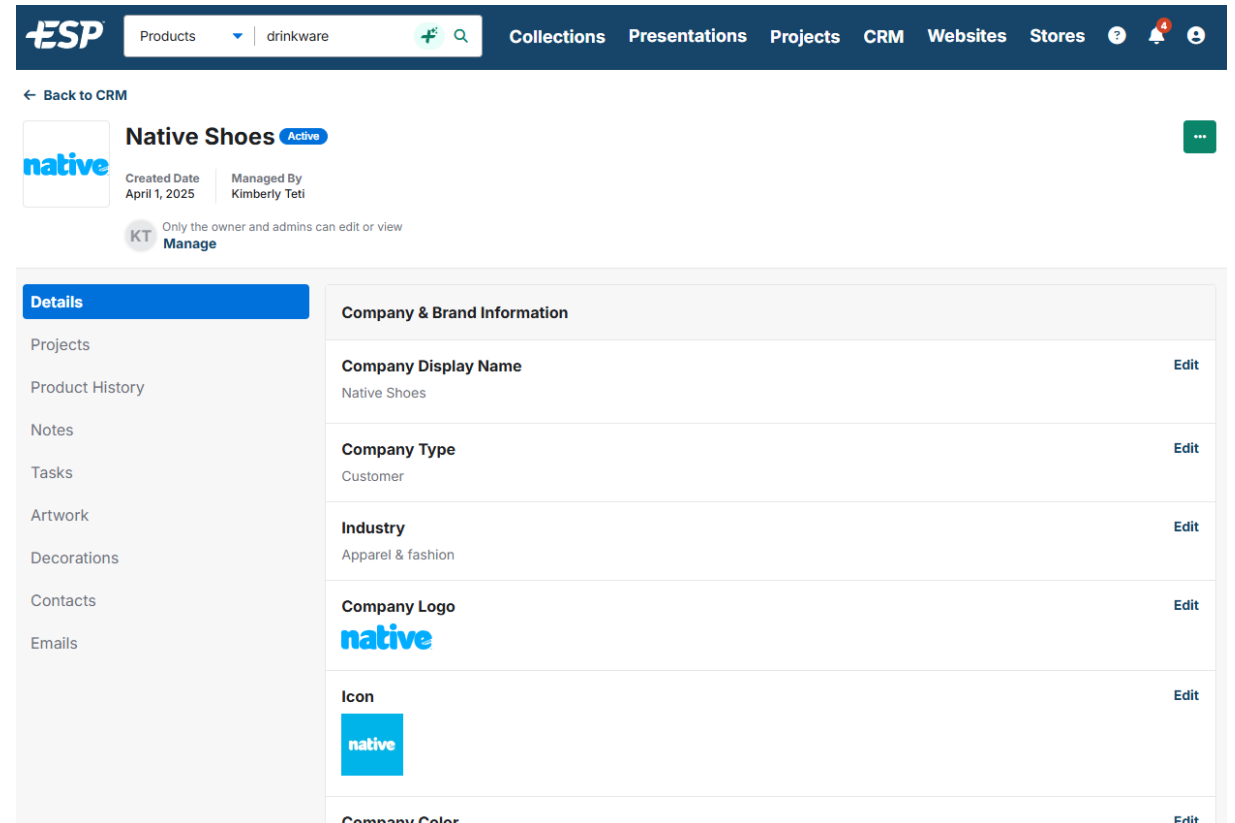 ESP
Products
drinkware
Collections
Presentations
Projects
CRM
Websites
Stores
?
4
← Back to CRM
native
Native Shoes
Active
...
Created Date
April 1, 2025
Managed By
Kimberly Teti
KT
Only the owner and admins can edit or view
Manage
Details
Projects
Product History
Notes
Tasks
Artwork
Decorations
Contacts
Emails
Company & Brand Information
Company Display Name
Edit
Native Shoes
Company Type
Edit
Customer
Industry
Edit
Apparel & fashion
Company Logo
Edit
native
Icon
Edit
native
Company Color
Edit